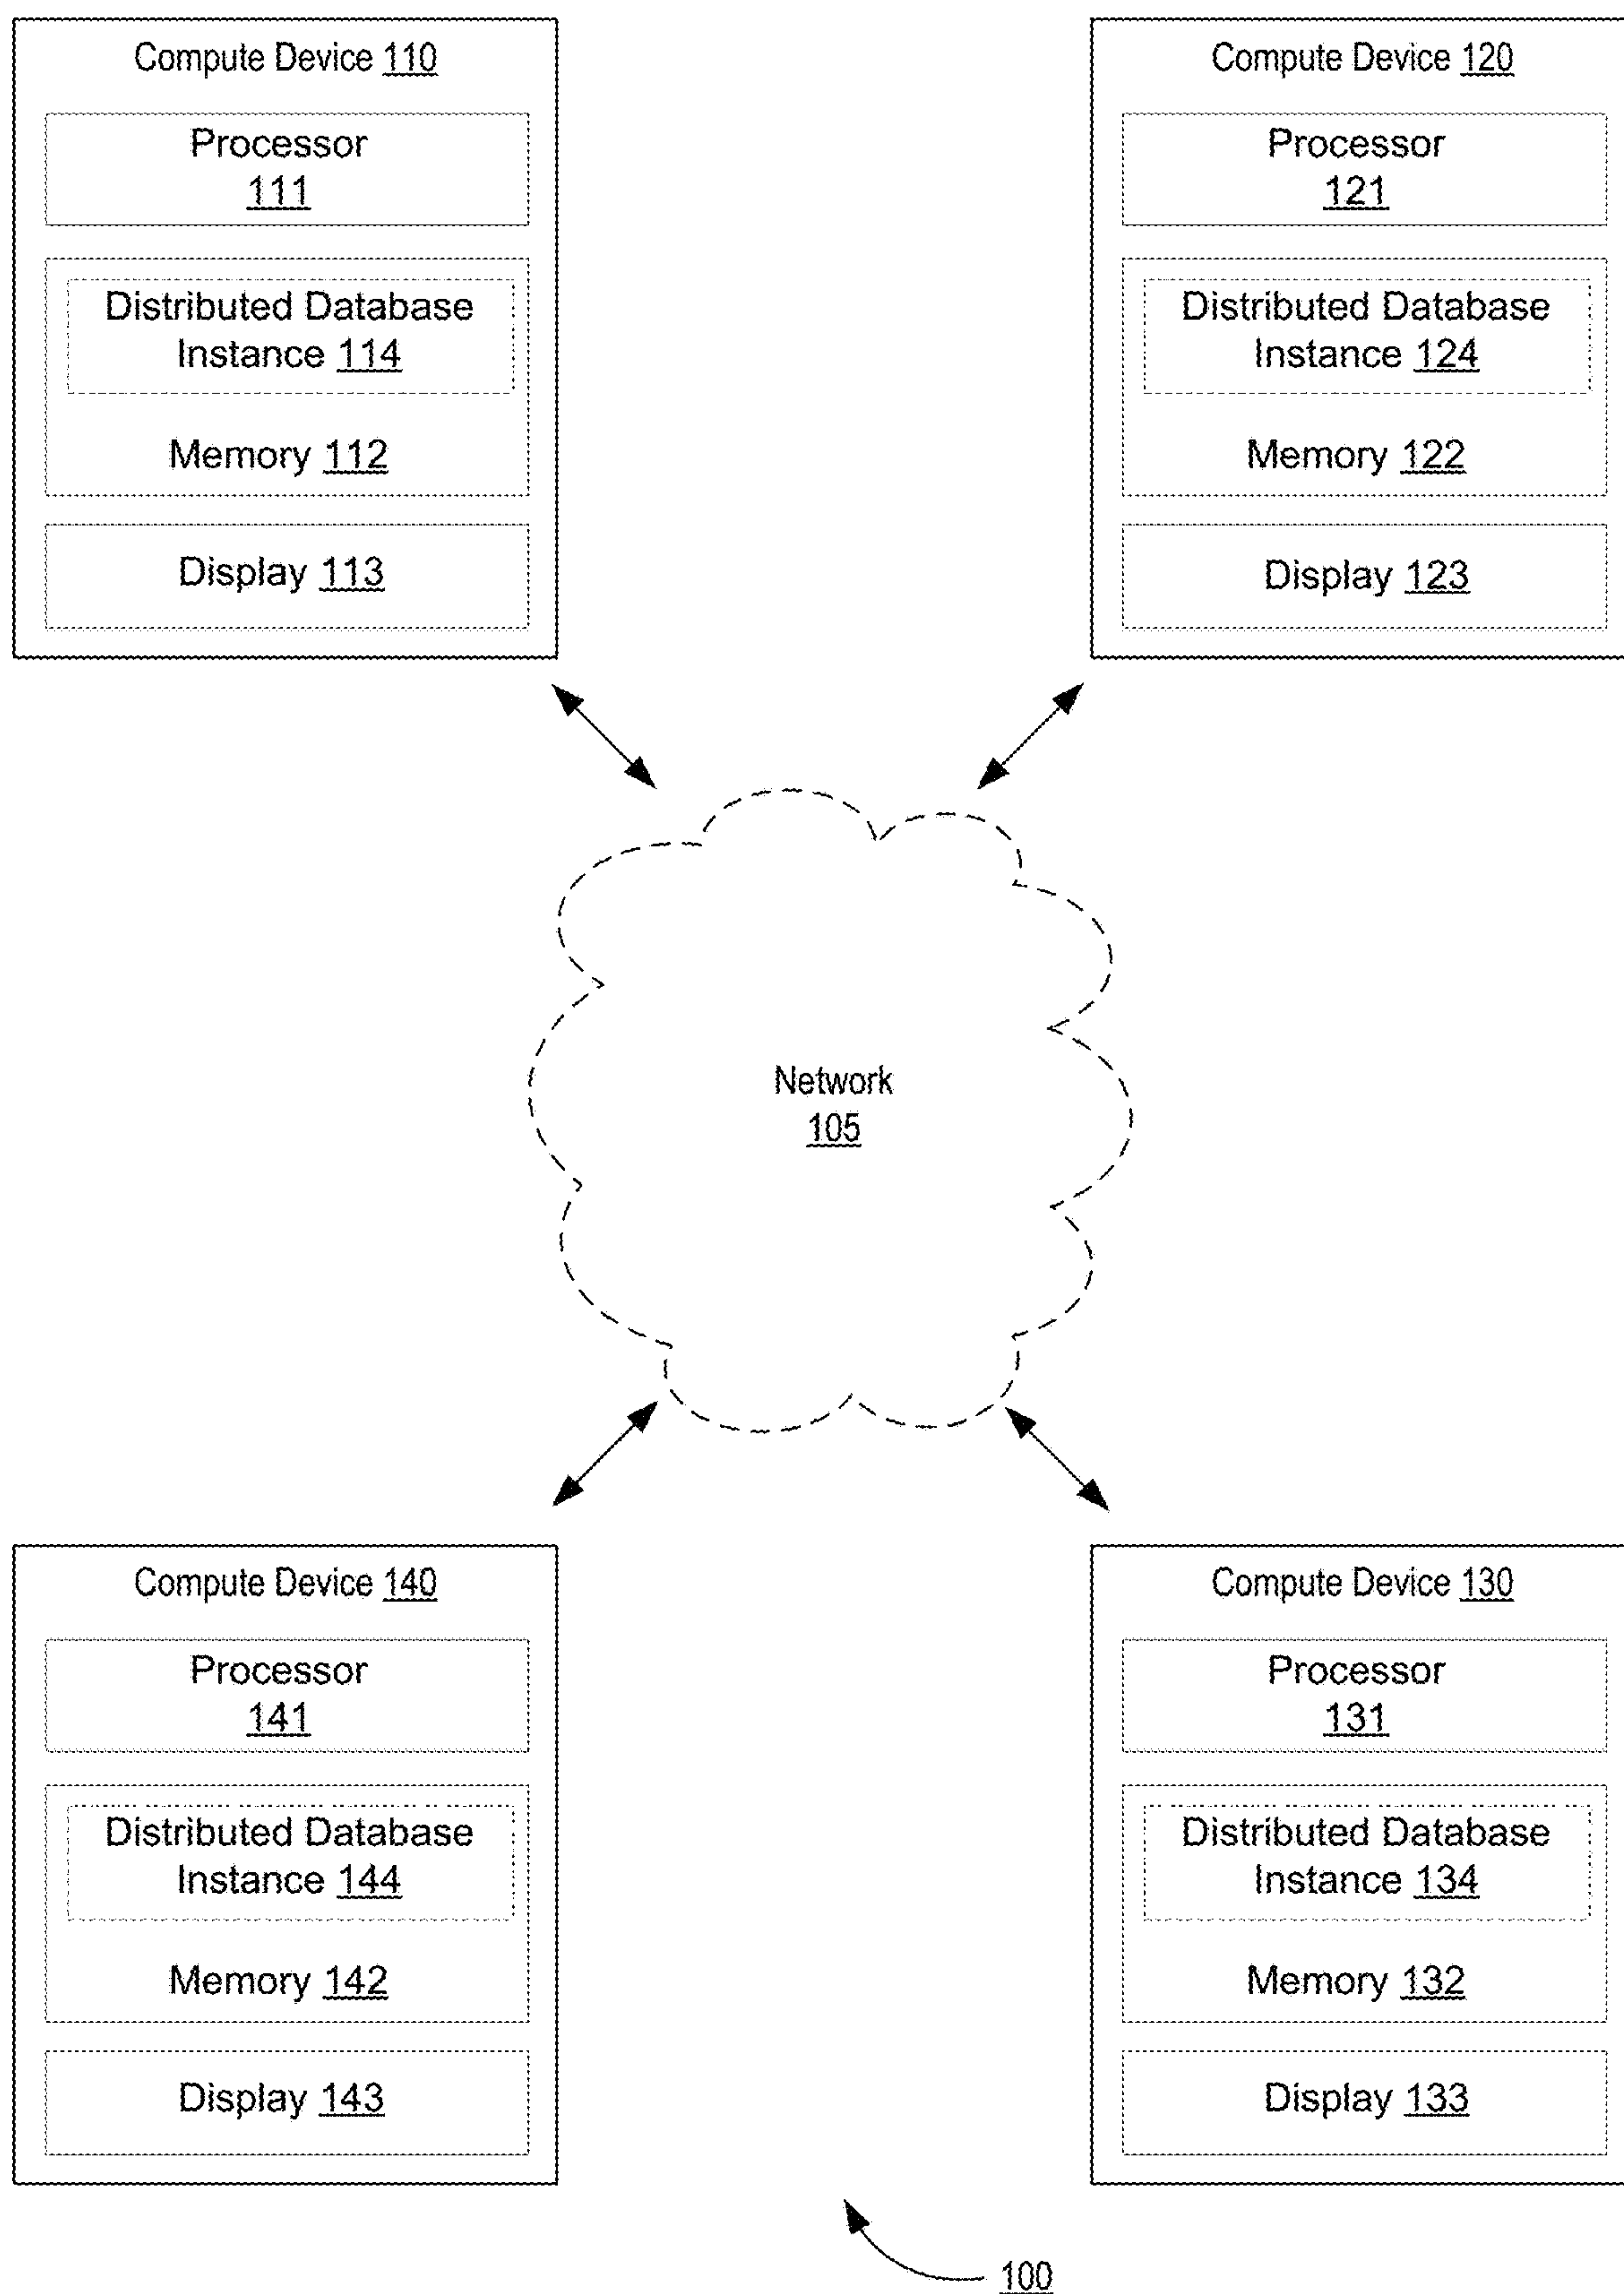 Compute Device 110
Processor
111
Distributed Database
Instance 114
Memory 112
Display 113
Compute Device 120
Processor
121
Distributed Database
Instance 124
Memory 122
Display 123
Network
105
Compute Device 140
Processor
141
Distributed Database
Instance 144
Memory 142
Display 143
Compute Device 130
Processor
131
Distributed Database
Instance 134
Memory 132
Display 133
100